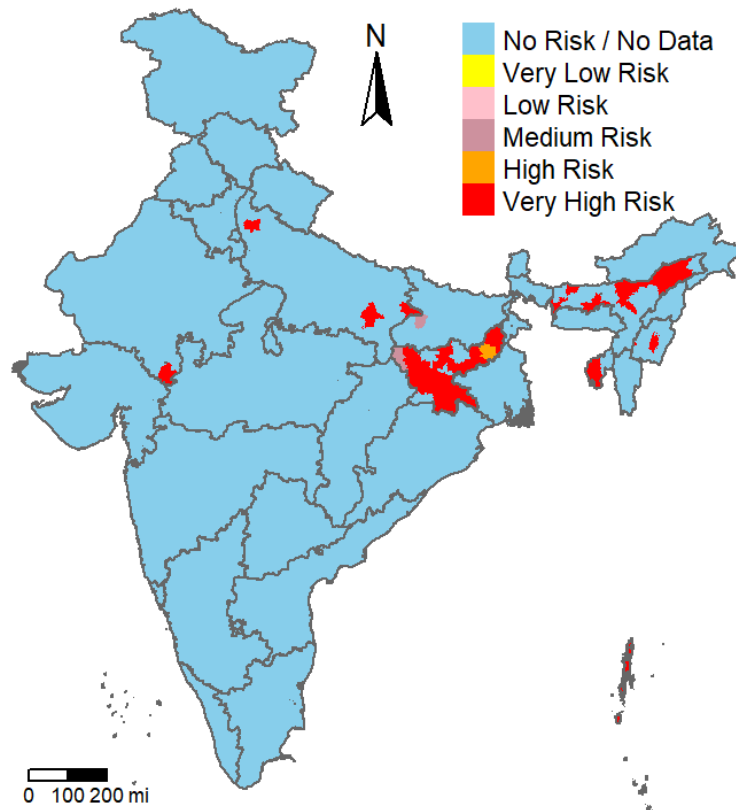 N
No Risk / No Data
Very Low Risk
Low Risk
Medium Risk
High Risk
Very High Risk
0 100 200 mi